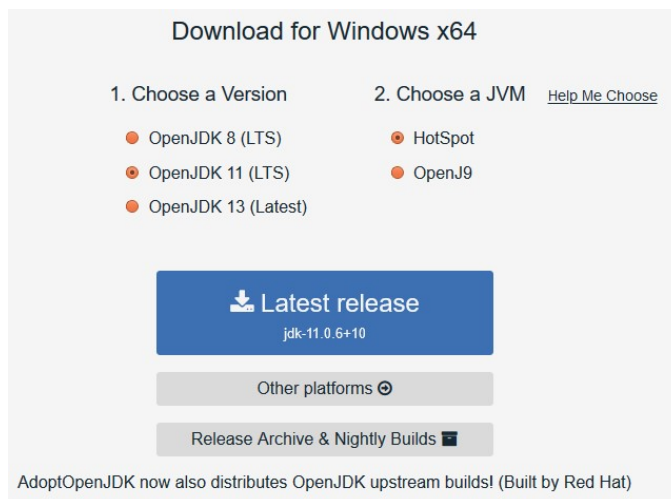 Download for Windows x64
1. Choose a Version
2. Choose a JVM
Help Me Choose
OpenJDK 8 (LTS)
OpenJDK 11 (LTS)
OpenJDK 13 (Latest)
HotSpot
OpenJ9
Latest release
jdk-11.0.6+10
Other platforms
Release Archive & Nightly Builds
AdoptOpenJDK now also distributes OpenJDK upstream builds! (Built by Red Hat)